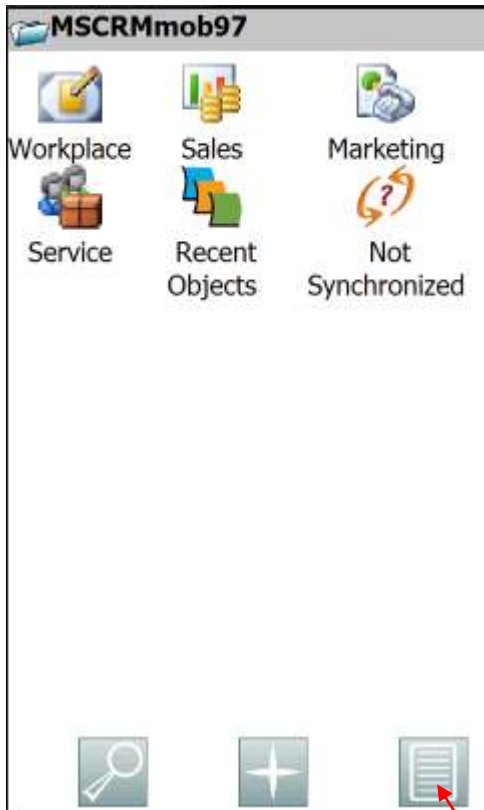 MSCRMmob97
Workplace Sales Marketing
Service Recent Objects Not Synchronized
?